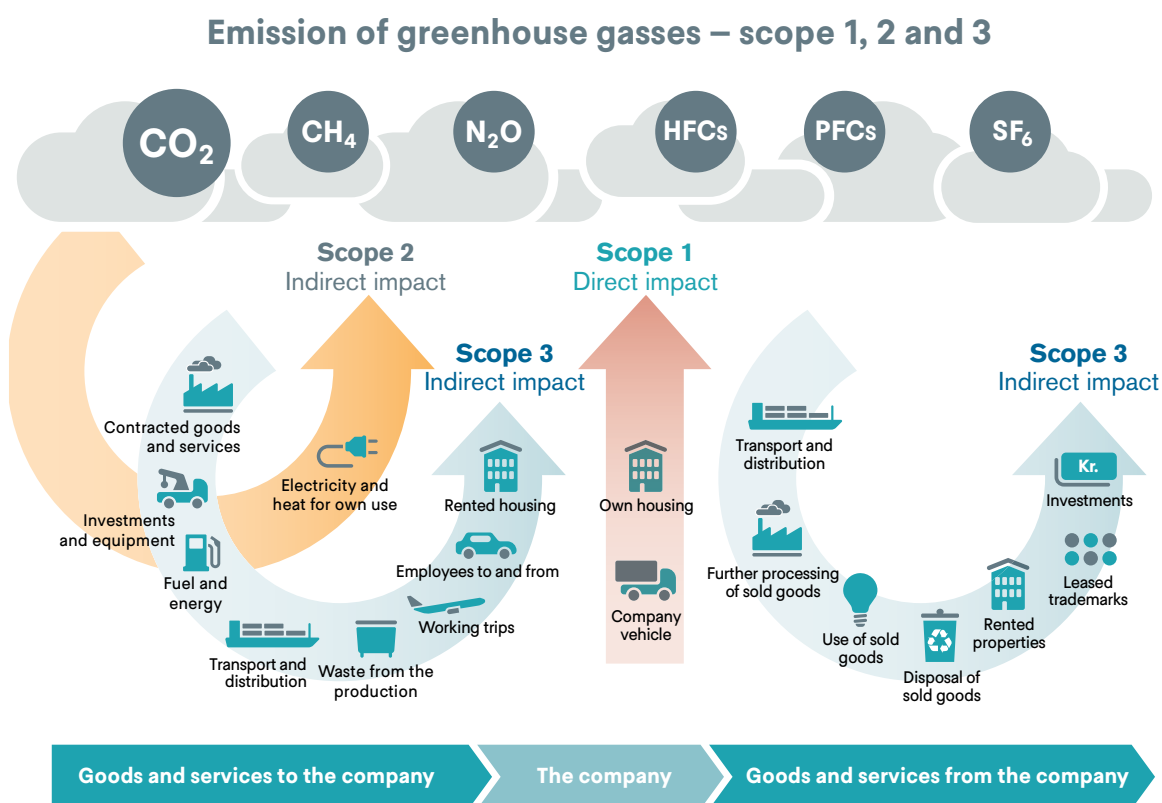 Emission of greenhouse gasses – scope 1, 2 and 3
CO₂
CH₄
N₂O
HFCs
PFCs
SF₆
Scope 2
Indirect impact
Scope 1
Direct impact
Scope 3
Indirect impact
Scope 3
Indirect impact
Contracted goods
and services
Investments
and equipment
Fuel and
energy
Transport and
distribution
Waste from the
production
Working trips
Employees to and from
Rented housing
Electricity and
heat for own use
Own housing
Company
vehicle
Transport and
distribution
Further processing
of sold goods
Use of sold
goods
Disposal of
sold goods
Rented
properties
Leased
trademarks
Kr.
Investments
Goods and services to the company
The company
Goods and services from the company